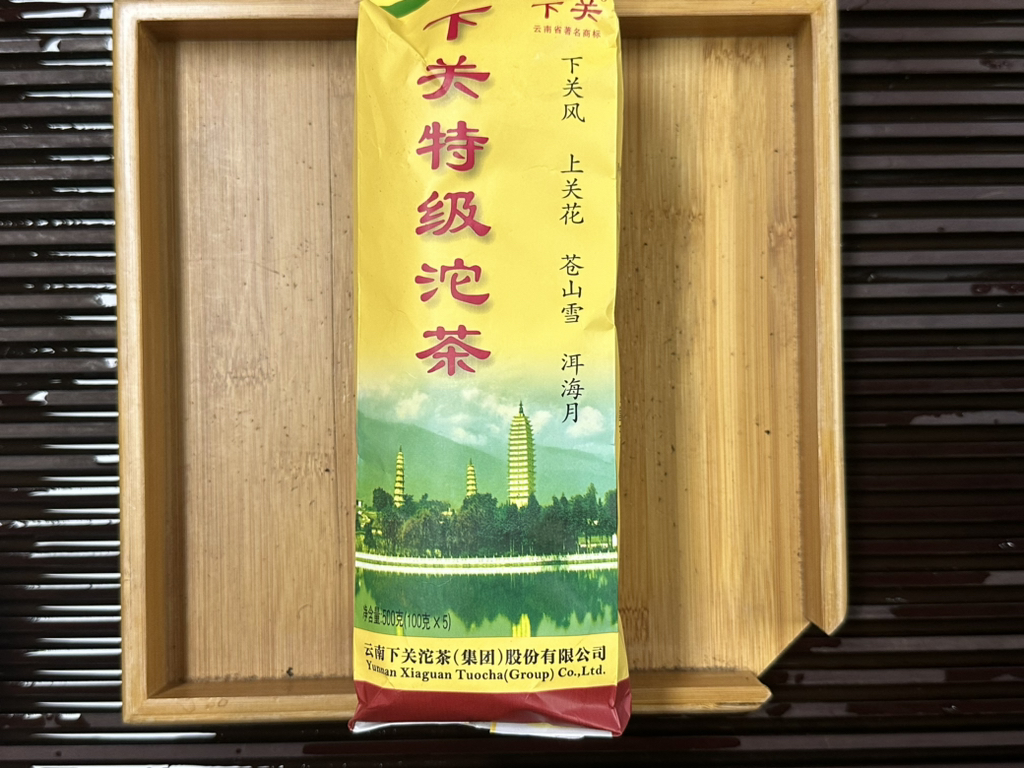 下关®
云南省著名商标
下关特级沱茶
下关风 上关花 苍山雪 洱海月
净含量:500克(100克×5)
云南下关沱茶(集团)股份有限公司
Yunnan Xiaguan Tuocha(Group) Co.,Ltd.